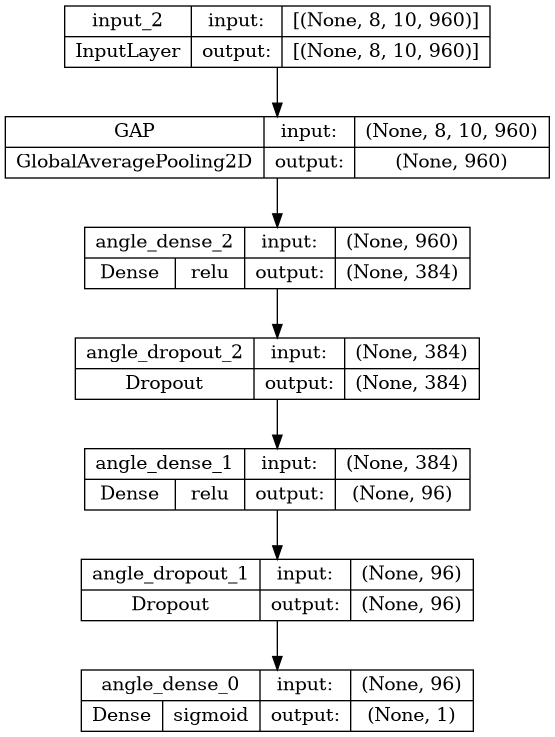 input_2 input: [(None, 8, 10, 960)]
InputLayer output: [(None, 8, 10, 960)]
GAP input: (None, 8, 10, 960)
GlobalAveragePooling2D output: (None, 960)
angle_dense_2 input: (None, 960)
Dense relu output: (None, 384)
angle_dropout_2 input: (None, 384)
Dropout output: (None, 384)
angle_dense_1 input: (None, 384)
Dense relu output: (None, 96)
angle_dropout_1 input: (None, 96)
Dropout output: (None, 96)
angle_dense_0 input: (None, 96)
Dense sigmoid output: (None, 1)